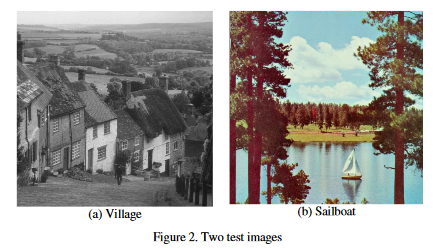 (a) Village
(b) Sailboat
Figure 2. Two test images